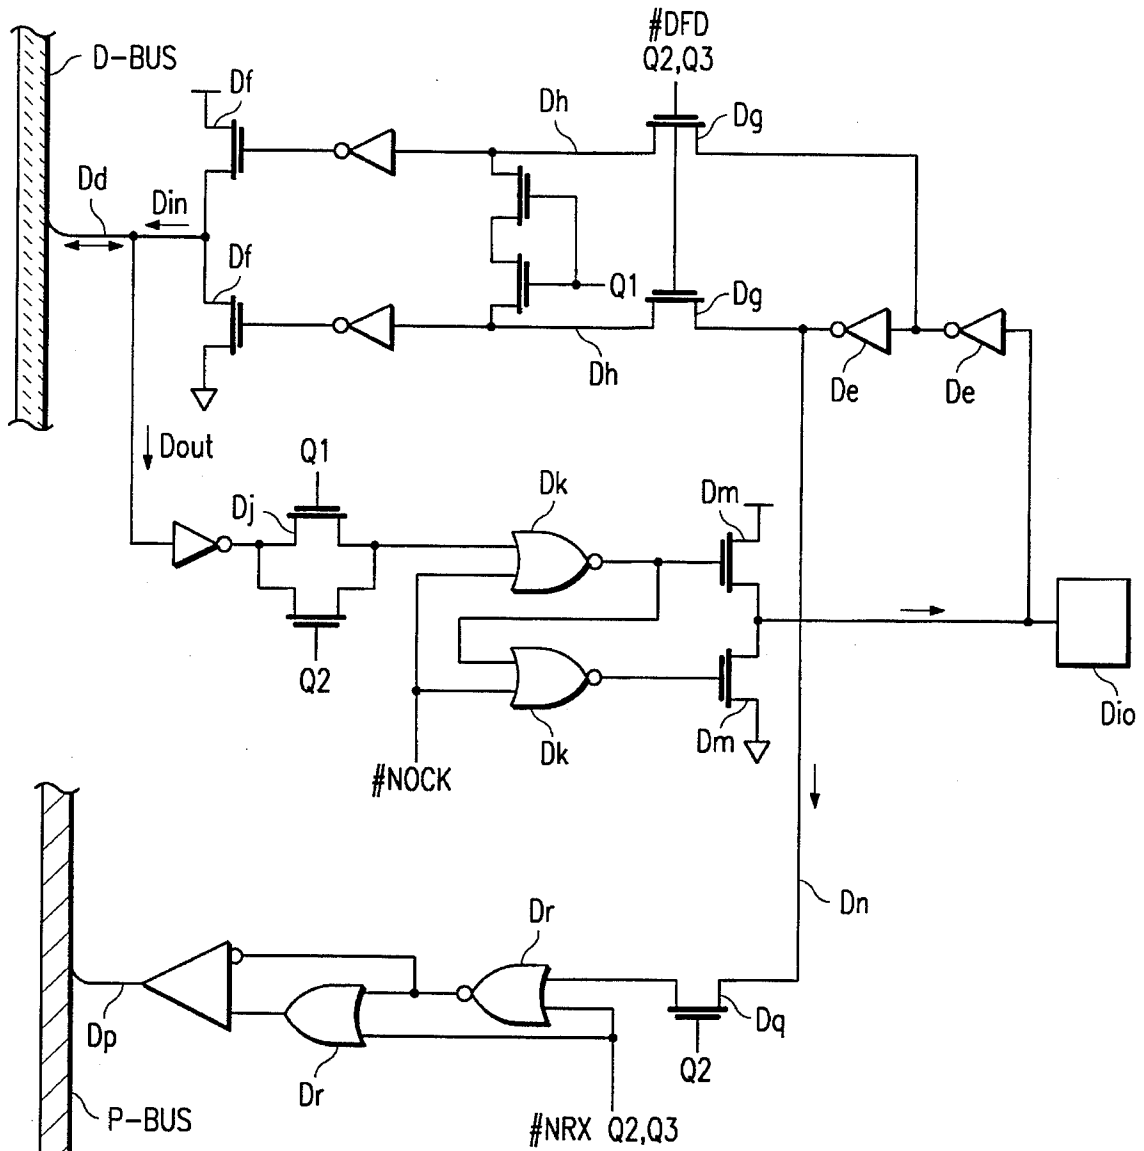 #DFD
Q2,Q3
D-BUS
Df
Dh
Dg
Dd
Din
Df
Q1
Dg
Dh
De
De
Dout
Q1
Dj
Dk
Dm
Q2
Dk
Dm
Dio
#NOCK
Dn
Dr
Dp
Dr
Dq
Q2
P-BUS
#NRX Q2,Q3